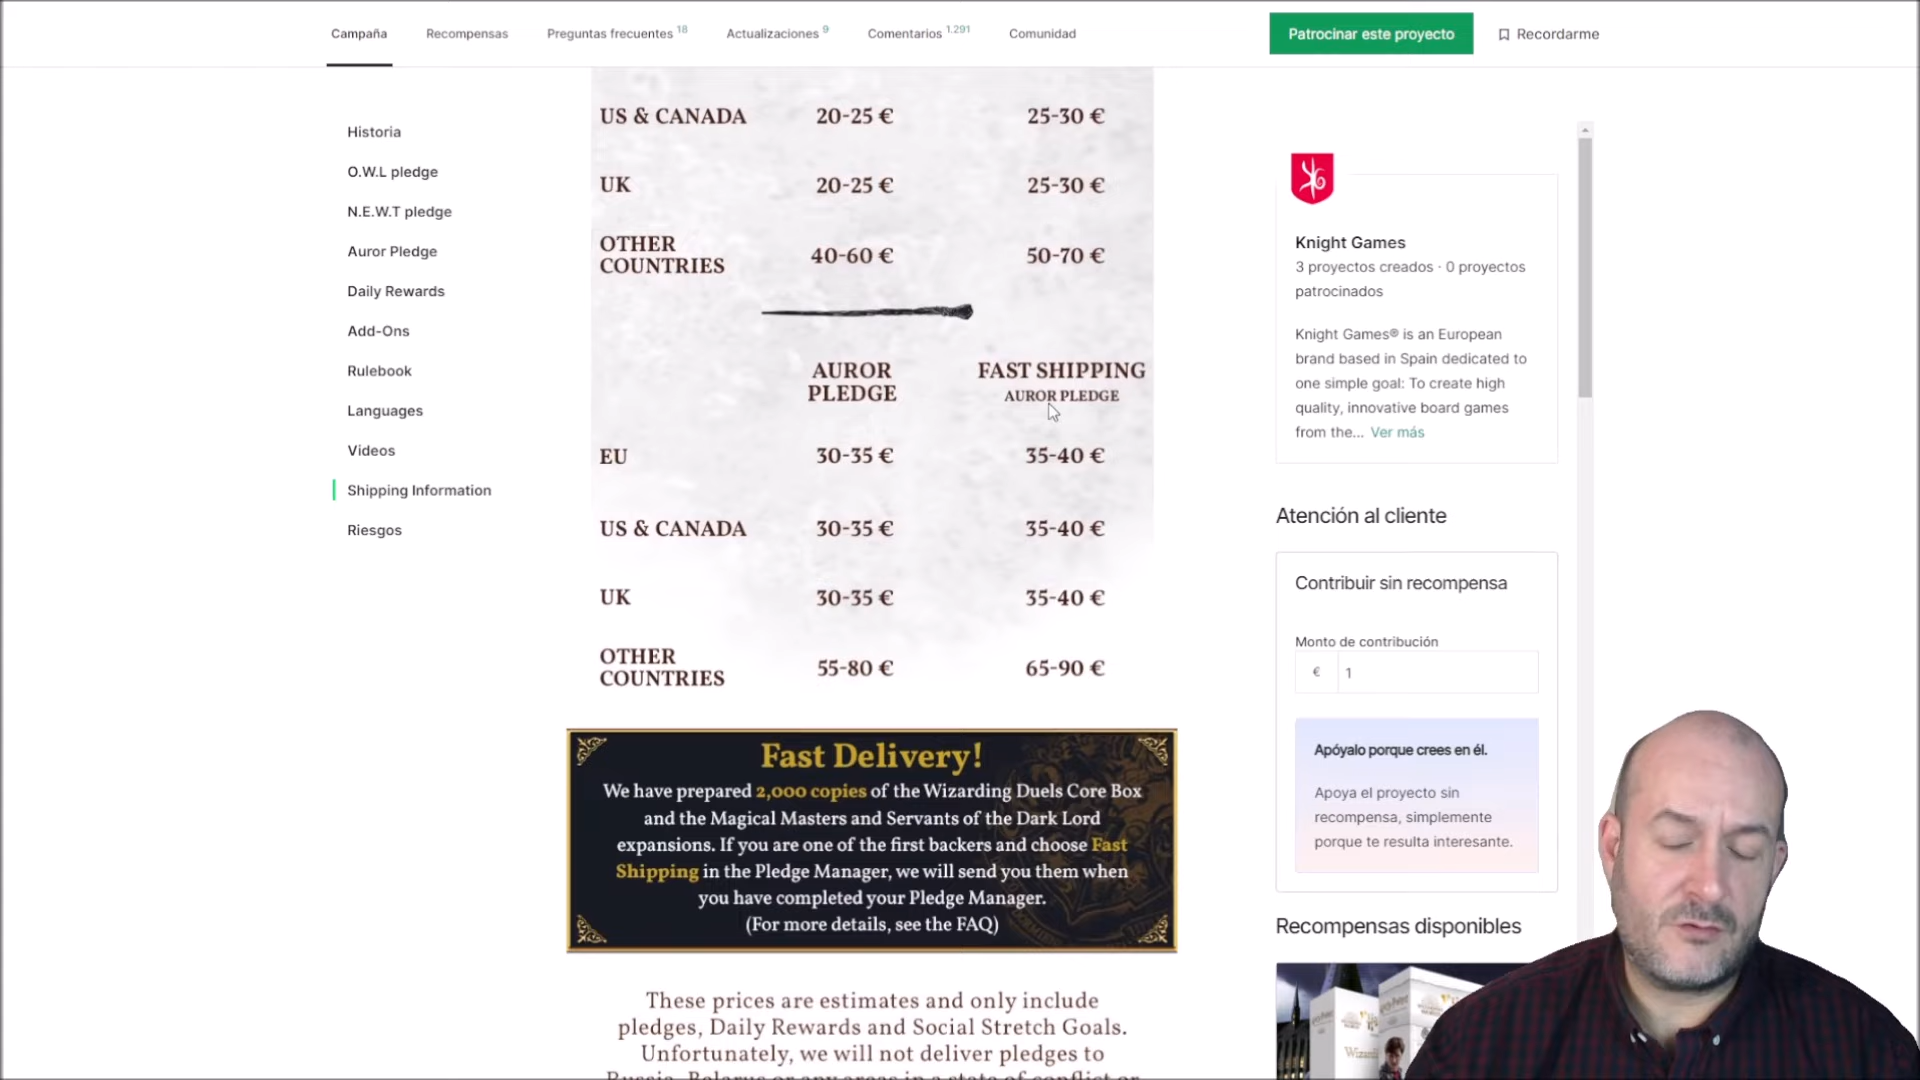 Campaña
Recompensas
Preguntas frecuentes 18
Actualizaciones 9
Comentarios 1.291
Comunidad
Patrocinar este proyecto
Recordarme
Historia
O.W.L pledge
N.E.W.T pledge
Auror Pledge
Daily Rewards
Add-Ons
Rulebook
Languages
Videos
Shipping Information
Riesgos
US & CANADA 20-25 € 25-30 €
UK 20-25 € 25-30 €
OTHER
COUNTRIES 40-60 € 50-70 €
AUROR
PLEDGE
FAST SHIPPING
AUROR PLEDGE
EU 30-35 € 35-40 €
US & CANADA 30-35 € 35-40 €
UK 30-35 € 35-40 €
OTHER
COUNTRIES 55-80 € 65-90 €
Fast Delivery!
We have prepared 2,000 copies of the Wizarding Duels Core Box
and the Magical Masters and Servants of the Dark Lord
expansions. If you are one of the first backers and choose Fast
Shipping in the Pledge Manager, we will send you them when
you have completed your Pledge Manager.
(For more details, see the FAQ)
These prices are estimates and only include
pledges, Daily Rewards and Social Stretch Goals.
Unfortunately, we will not deliver pledges to
Russia, Belarus or any areas in a state of conflict or
Knight Games
3 proyectos creados · 0 proyectos
patrocinados
Knight Games® is an European
brand based in Spain dedicated to
one simple goal: To create high
quality, innovative board games
from the... Ver más
Atención al cliente
Contribuir sin recompensa
Monto de contribución
€ 1
Apóyalo porque crees en él.
Apoya el proyecto sin
recompensa, simplemente
porque te resulta interesante.
Recompensas disponibles